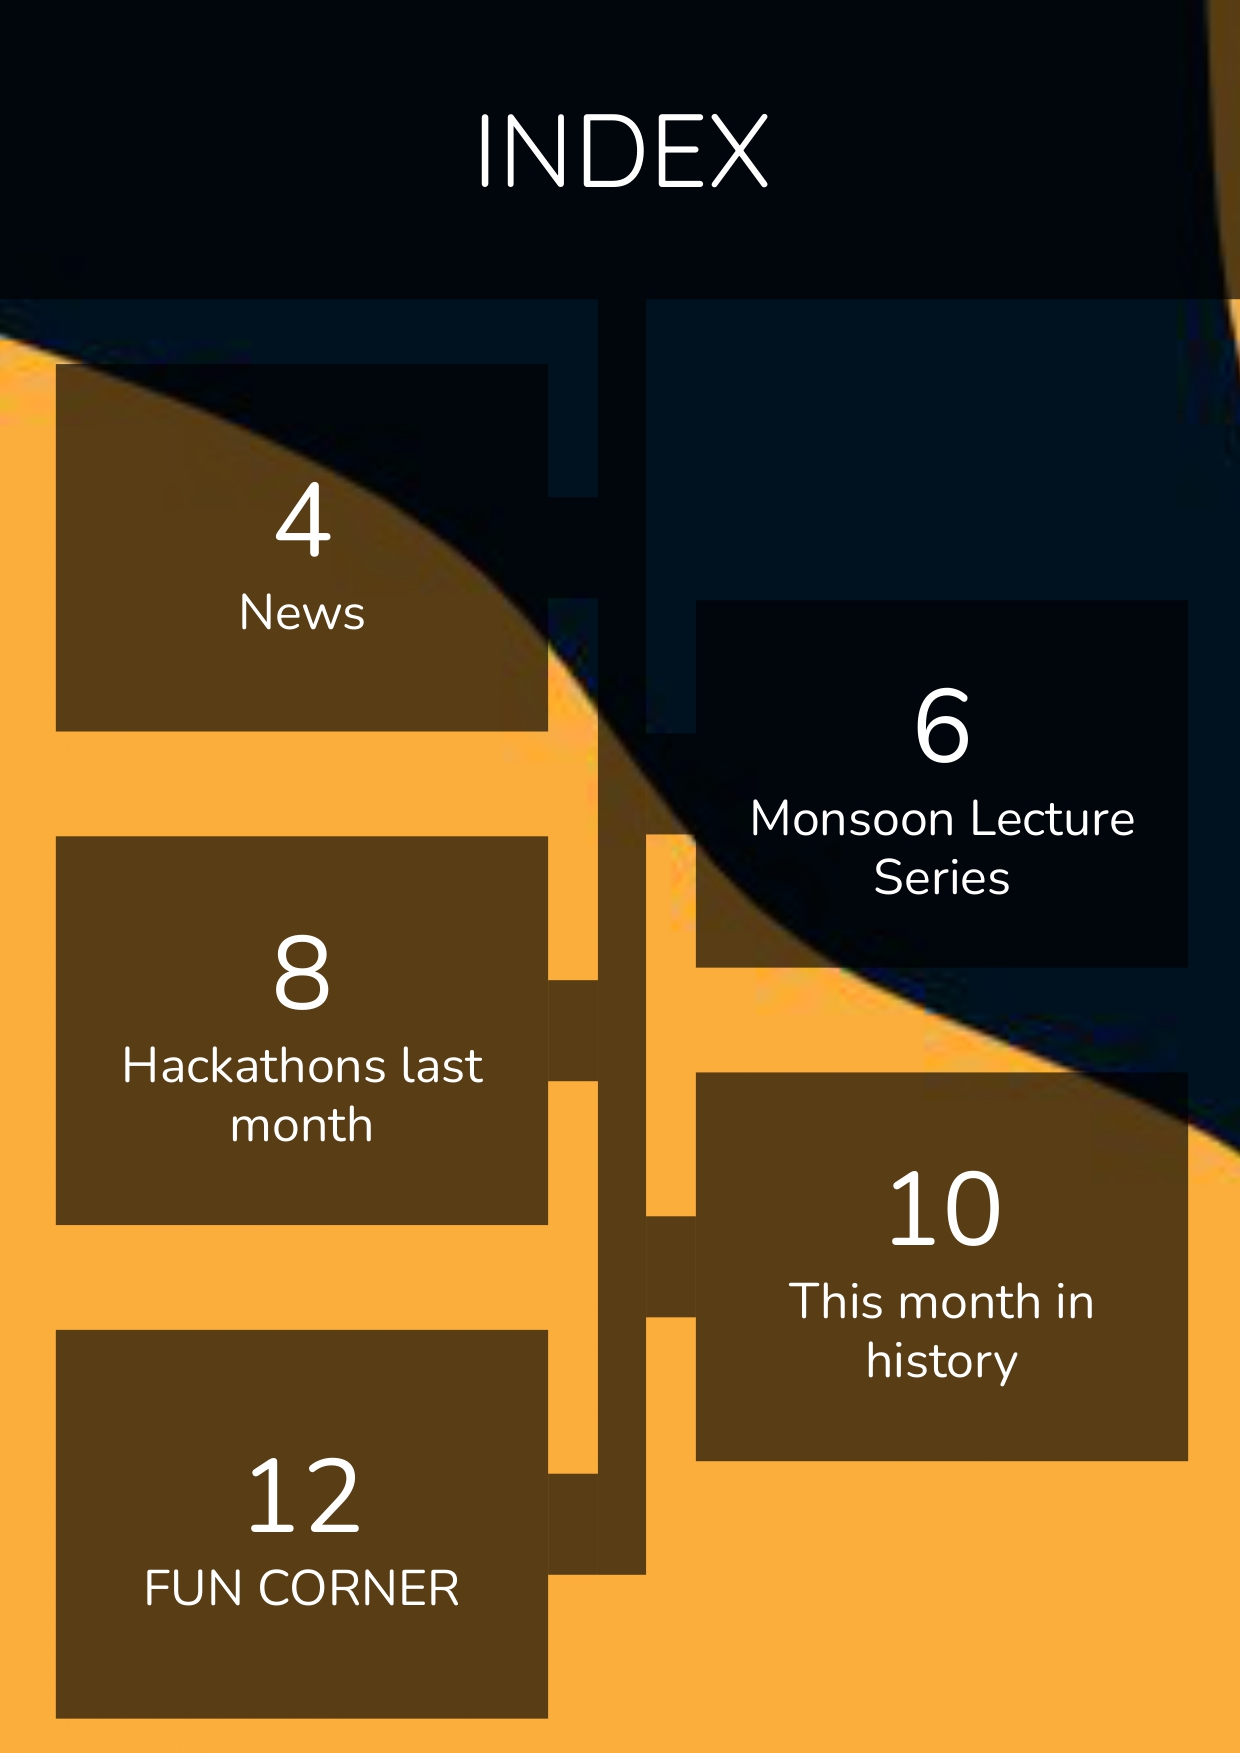 INDEX
4
News
6
Monsoon Lecture
Series
8
Hackathons last
month
10
This month in
history
12
FUN CORNER